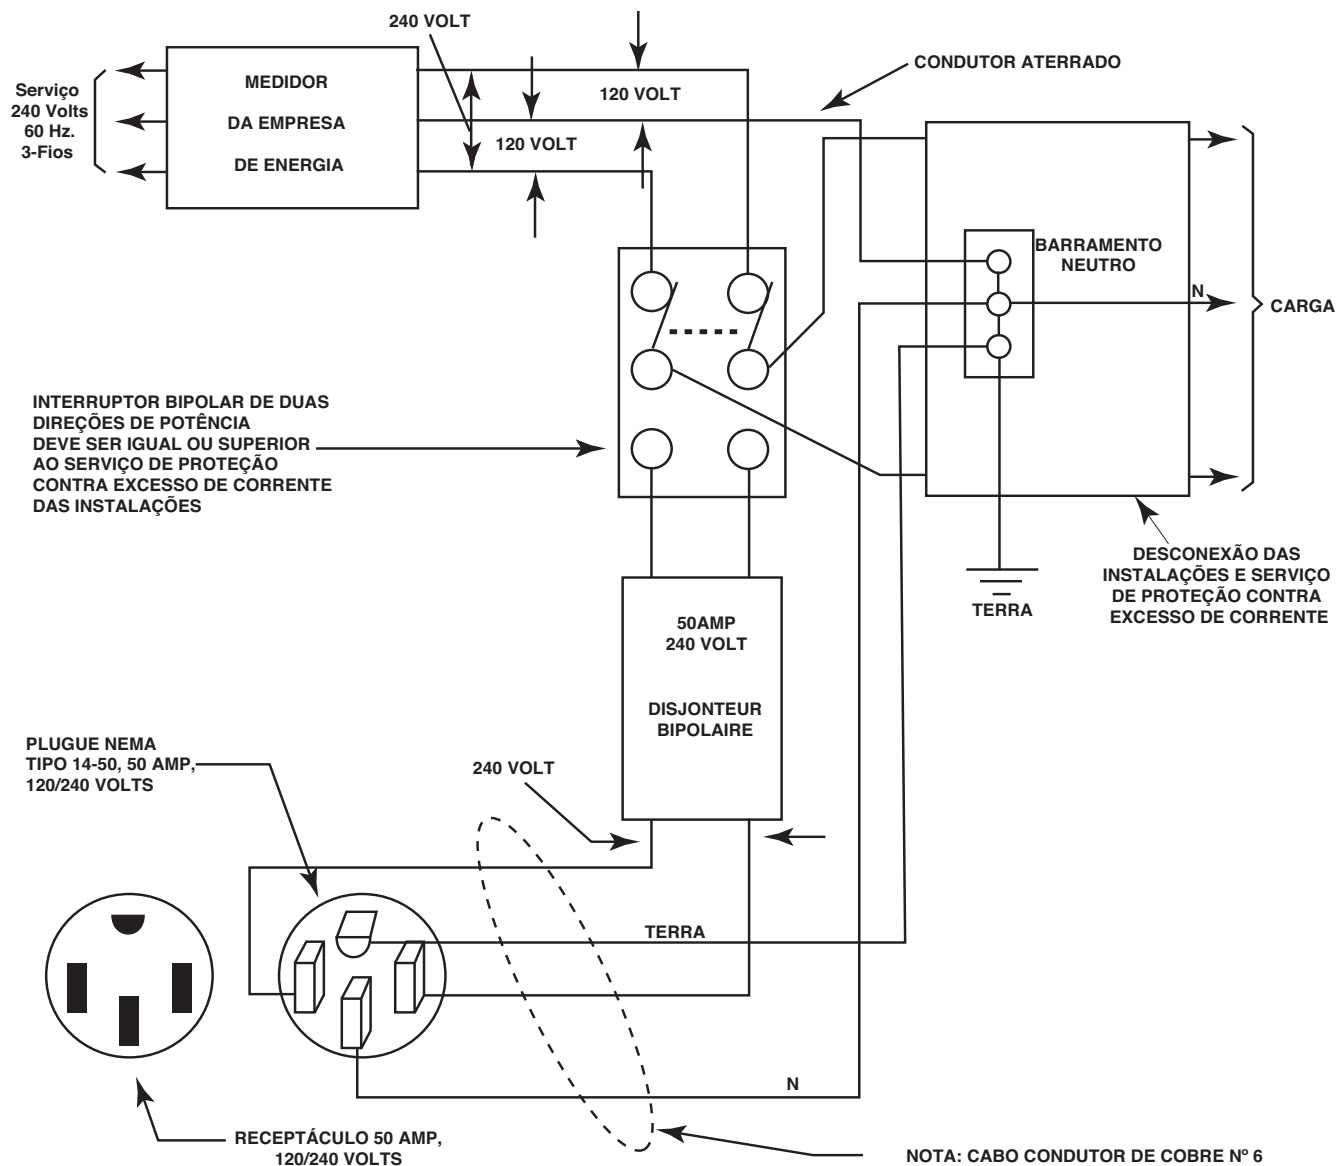 240 VOLT
Serviço
240 Volts
60 Hz.
3-Fios
MEDIDOR
DA EMPRESA
DE ENERGIA
120 VOLT
120 VOLT
CONDUTOR ATERRADO
BARRAMENTO
NEUTRO
N
CARGA
INTERRUPTOR BIPOLAR DE DUAS
DIREÇÕES DE POTÊNCIA
DEVE SER IGUAL OU SUPERIOR
AO SERVIÇO DE PROTEÇÃO
CONTRA EXCESSO DE CORRENTE
DAS INSTALAÇÕES
DESCONEXÃO DAS
INSTALAÇÕES E SERVIÇO
DE PROTEÇÃO CONTRA
EXCESSO DE CORRENTE
TERRA
50AMP
240 VOLT
DISJONTEUR
BIPOLAIRE
PLUGUE NEMA
TIPO 14-50, 50 AMP,
120/240 VOLTS
240 VOLT
TERRA
N
RECEPTÁCULO 50 AMP,
120/240 VOLTS
NOTA: CABO CONDUTOR DE COBRE Nº 6